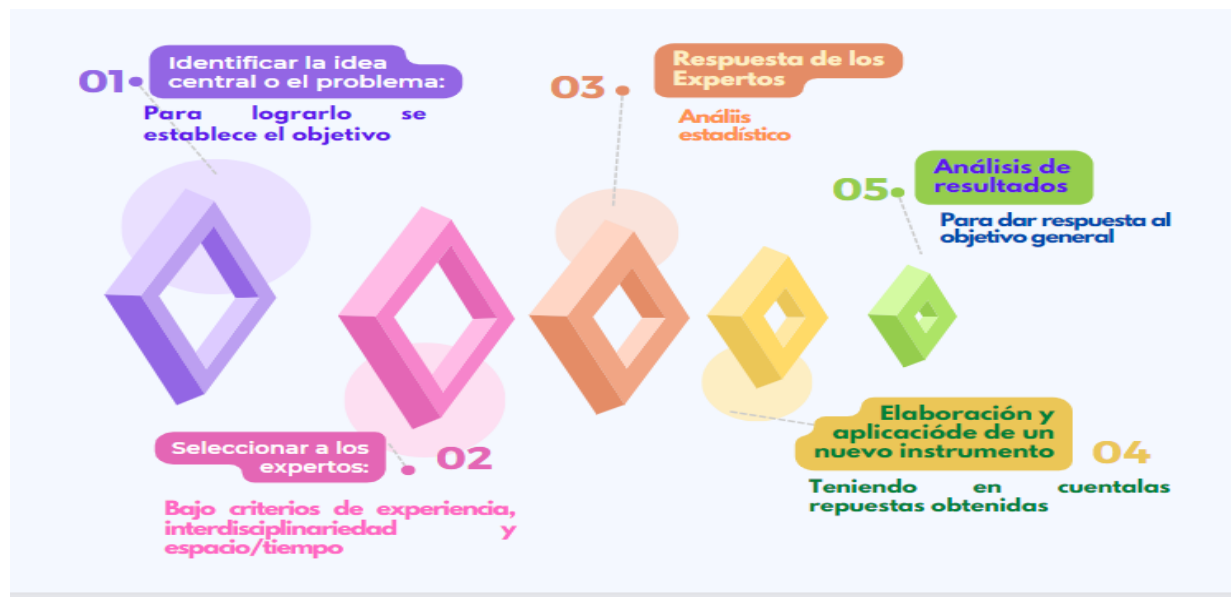 01
Identificar la idea
central o el problema:
Para lograrlo se
establece el objetivo
Seleccionar a los
expertos:
02
Bajo criterios de experiencia,
interdisciplinariedad y
espacio/tiempo
03
Respuesta de los
Expertos
Análiis
estadístico
Elaboración y
aplicacióde de un
nuevo instrumento
04
Teniendo en cuentalas
repuestas obtenidas
05
Análisis de
resultados
Para dar respuesta al
objetivo general